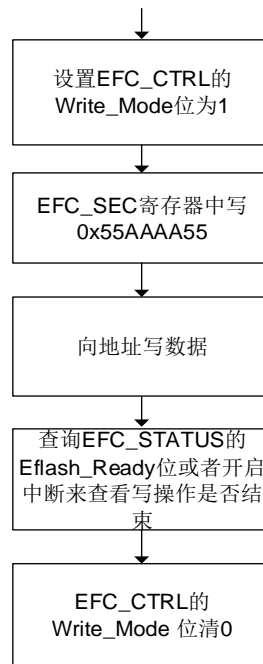 设置EFC_CTRL的
Write_Mode位为1
EFC_SEC寄存器中写
0x55AAAA55
向地址写数据
查询EFC_STATUS的
Eflash_Ready位或者开启
中断来查看写操作是否结
束
EFC_CTRL的
Write_Mode 位清0